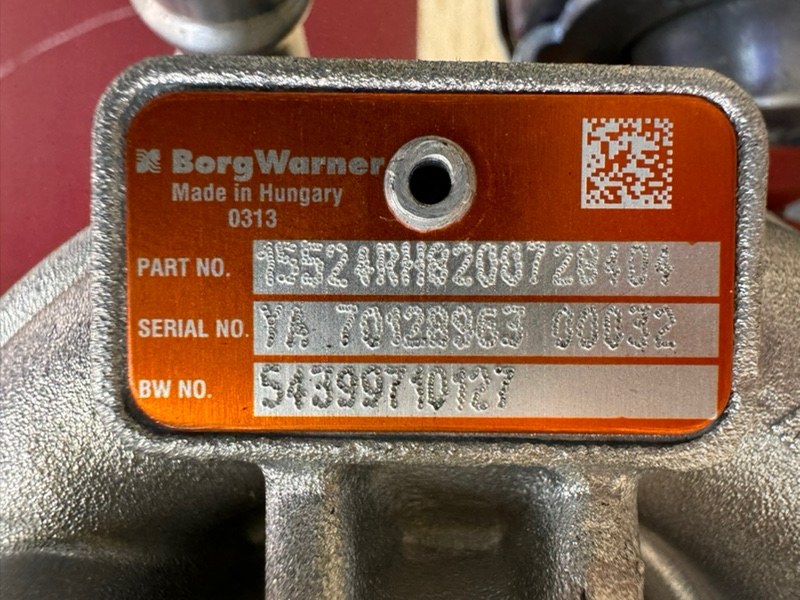 BorgWarner
Made in Hungary
0313
PART NO. 15524RH8200728404
SERIAL NO. YA 70128963 00032
BW NO. 54399710127